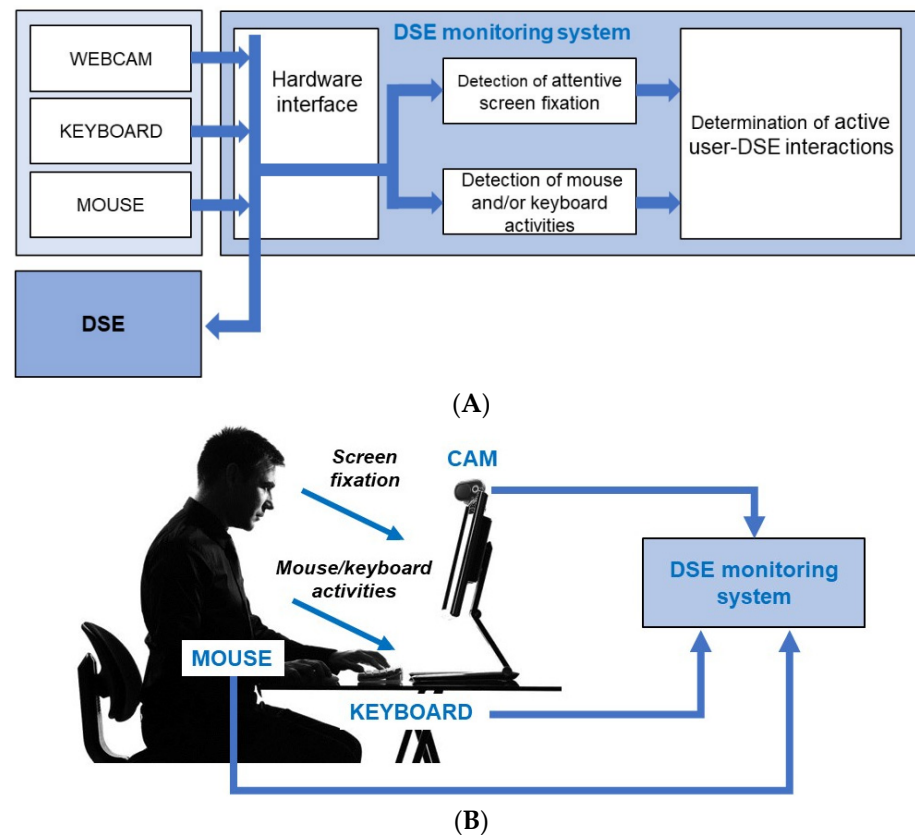 DSE monitoring system
WEBCAM
KEYBOARD
MOUSE
Hardware
interface
Detection of attentive
screen fixation
Detection of mouse
and/or keyboard
activities
Determination of active
user-DSE interactions
DSE
(A)
Screen
fixation
CAM
Mouse/keyboard
activities
DSE monitoring
system
MOUSE
KEYBOARD
(B)